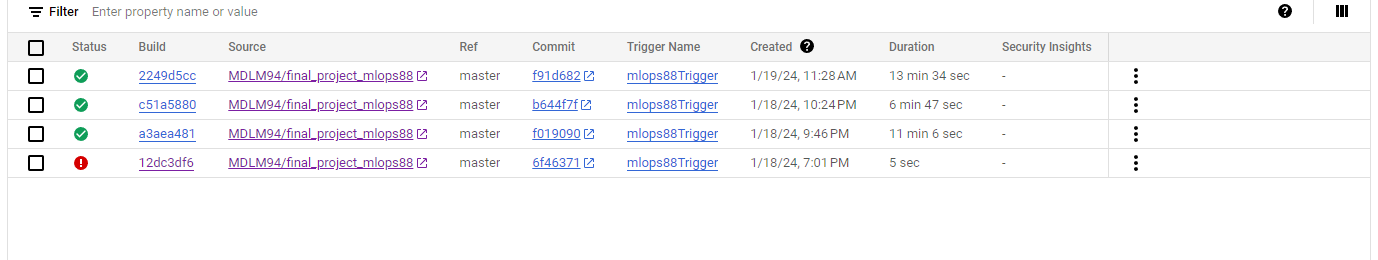 Filter Enter property name or value
Status Build Source Ref Commit Trigger Name Created Duration Security Insights
2249d5cc MDLM94/final_project_mlops88 master f91d682 mlops88Trigger 1/19/24, 11:28 AM 13 min 34 sec -
c51a5880 MDLM94/final_project_mlops88 master b644f7f mlops88Trigger 1/18/24, 10:24 PM 6 min 47 sec -
a3aea481 MDLM94/final_project_mlops88 master f019090 mlops88Trigger 1/18/24, 9:46 PM 11 min 6 sec -
12dc3df6 MDLM94/final_project_mlops88 master 6f46371 mlops88Trigger 1/18/24, 7:01 PM 5 sec -